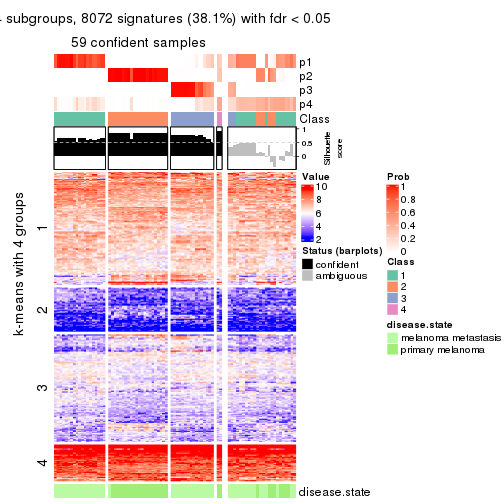 subgroups, 8072 signatures (38.1%) with fdr < 0.05
59 confident samples
p1
p2
p3
p4
Class
1
0.5
0
Silhouette
score
k-means with 4 groups
1
2
3
4
disease.state
Value
10
8
6
4
2
Status (barplots)
confident
ambiguous
Prob
1
0.8
0.6
0.4
0.2
0
Class
1
2
3
4
disease.state
melanoma metastasis
primary melanoma